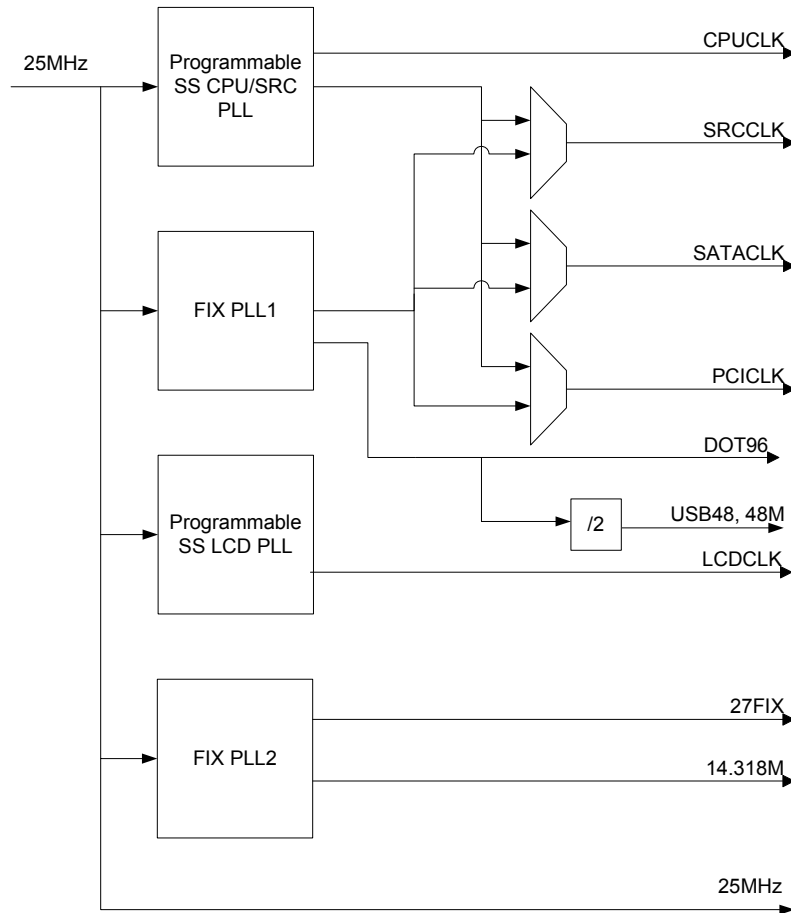 25MHz
Programmable
SS CPU/SRC
PLL
CPUCLK
SRCCLK
SATACLK
FIX PLL1
PCICLK
DOT96
Programmable
SS LCD PLL
/2
USB48, 48M
LCDCLK
FIX PLL2
27FIX
14.318M
25MHz